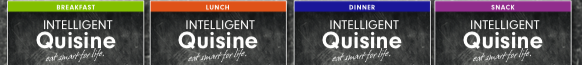 BREAKFAST
INTELLIGENT
Quisine
eat smart for life.
LUNCH
INTELLIGENT
Quisine
eat smart for life.
DINNER
INTELLIGENT
Quisine
eat smart for life.
SNACK
INTELLIGENT
Quisine
eat smart for life.